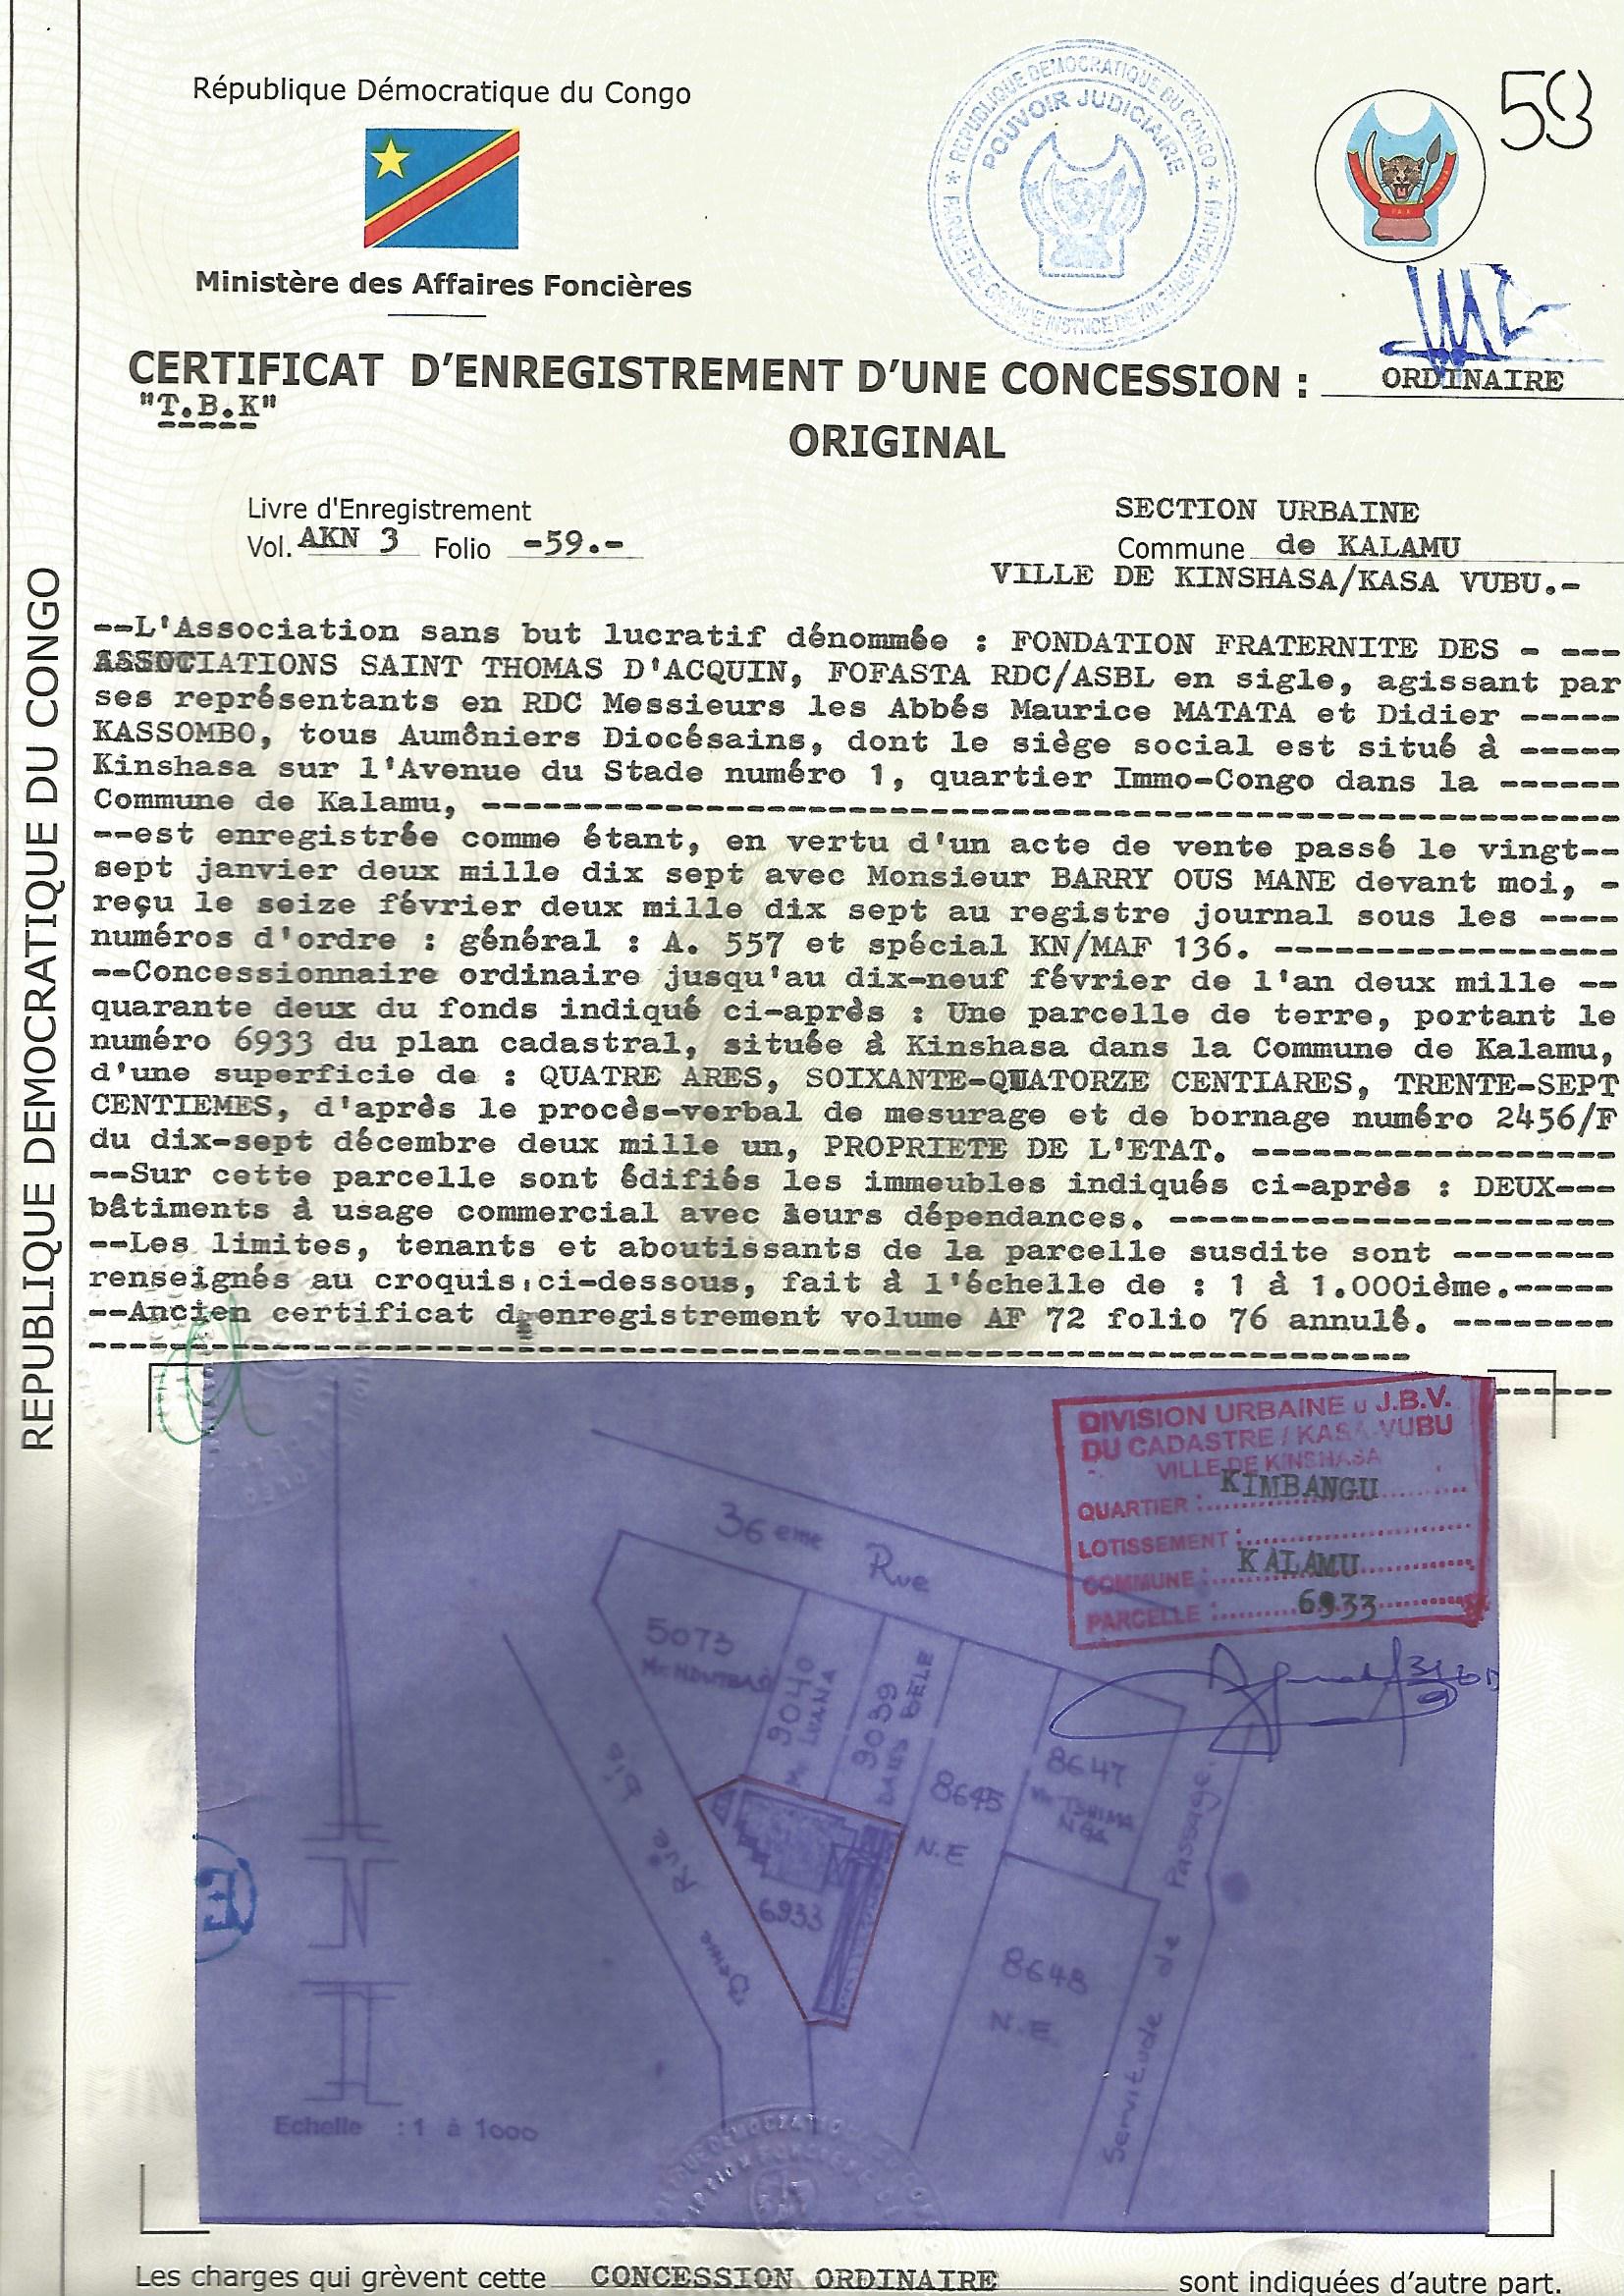 République Démocratique du Congo
59
REPUBLIQUE DEMOCRATIQUE DU CONGO
POUVOIR JUDICIAIRE
Ministère des Affaires Foncières
CERTIFICAT D'ENREGISTREMENT D'UNE CONCESSION : ORDINAIRE
"T.B.K"
ORIGINAL
Livre d'Enregistrement
Vol. AKN 3 Folio -59.-
SECTION URBAINE
Commune de KALAMU
VILLE DE KINSHASA/KASA VUBU.-
REPUBLIQUE DEMOCRATIQUE DU CONGO
--L'Association sans but lucratif dénommée : FONDATION FRATERNITE DES - ---
ASSOCIATIONS SAINT THOMAS D'ACQUIN, FOFASTA RDC/ASBL en sigle, agissant par
ses représentants en RDC Messieurs les Abbés Maurice MATATA et Didier -----
KASSOMBO, tous Aumôniers Diocésains, dont le siège social est situé à -----
Kinshasa sur l'Avenue du Stade numéro 1, quartier Immo-Congo dans la ------
Commune de Kalamu, --------------------------------------------------------
--est enregistrée comme étant, en vertu d'un acte de vente passé le vingt--
sept janvier deux mille dix sept avec Monsieur BARRY OUS MANE devant moi, -
reçu le seize février deux mille dix sept au registre journal sous les ----
numéros d'ordre : général : A. 557 et spécial KN/MAF 136. -----------------
--Concessionnaire ordinaire jusqu'au dix-neuf février de l'an deux mille --
quarante deux du fonds indiqué ci-après : Une parcelle de terre, portant le
numéro 6933 du plan cadastral, située à Kinshasa dans la Commune de Kalamu,
d'une superficie de : QUATRE ARES, SOIXANTE-QUATORZE CENTIARES, TRENTE-SEPT
CENTIEMES, d'après le procès-verbal de mesurage et de bornage numéro 2456/F
du dix-sept décembre deux mille un, PROPRIETE DE L'ETAT. ------------------
--Sur cette parcelle sont édifiés les immeubles indiqués ci-après : DEUX---
bâtiments à usage commercial avec leurs dépendances. ----------------------
--Les limites, tenants et aboutissants de la parcelle susdite sont --------
renseignés au croquis ci-dessous, fait à l'échelle de : 1 à 1.000ième.-----
--Ancien certificat d'enregistrement volume AF 72 folio 76 annulé. --------
DIVISION URBAINE J.B.V.
DU CADASTRE / KASA-VUBU
VILLE DE KINSHASA
QUARTIER : KIMBANGU
LOTISSEMENT :
COMMUNE : KALAMU
PARCELLE : 6933
36 eme Rue
5073
9040
Mr LUANA
9039
BELE
8645
N.E
8647
Mr TSHIMA
NGA
6933
8eme Rue bis
8648
N.E.
Servitude de Passage.
N
Echelle : 1 à 1000
Les charges qui grèvent cette CONCESSION ORDINAIRE sont indiquées d'autre part.